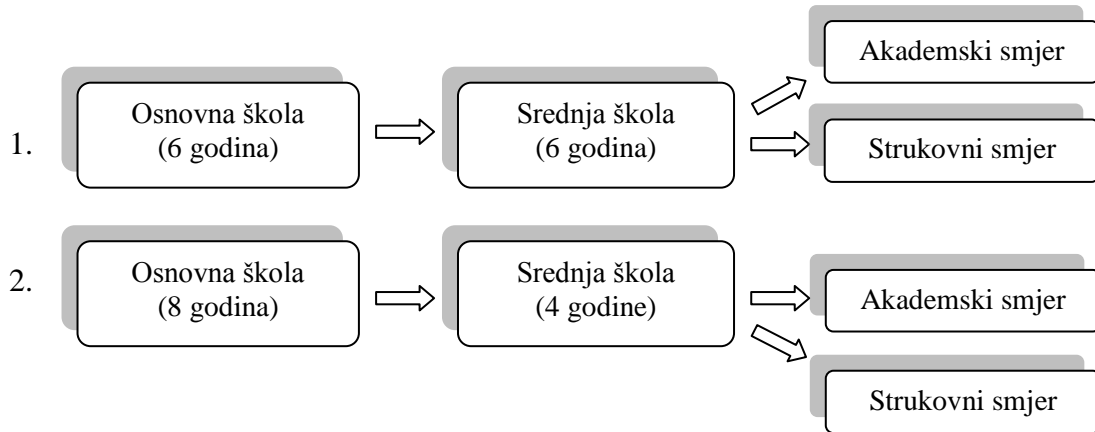 1.
Osnovna škola
(6 godina)
Srednja škola
(6 godina)
Akademski smjer
Strukovni smjer
2.
Osnovna škola
(8 godina)
Srednja škola
(4 godine)
Akademski smjer
Strukovni smjer